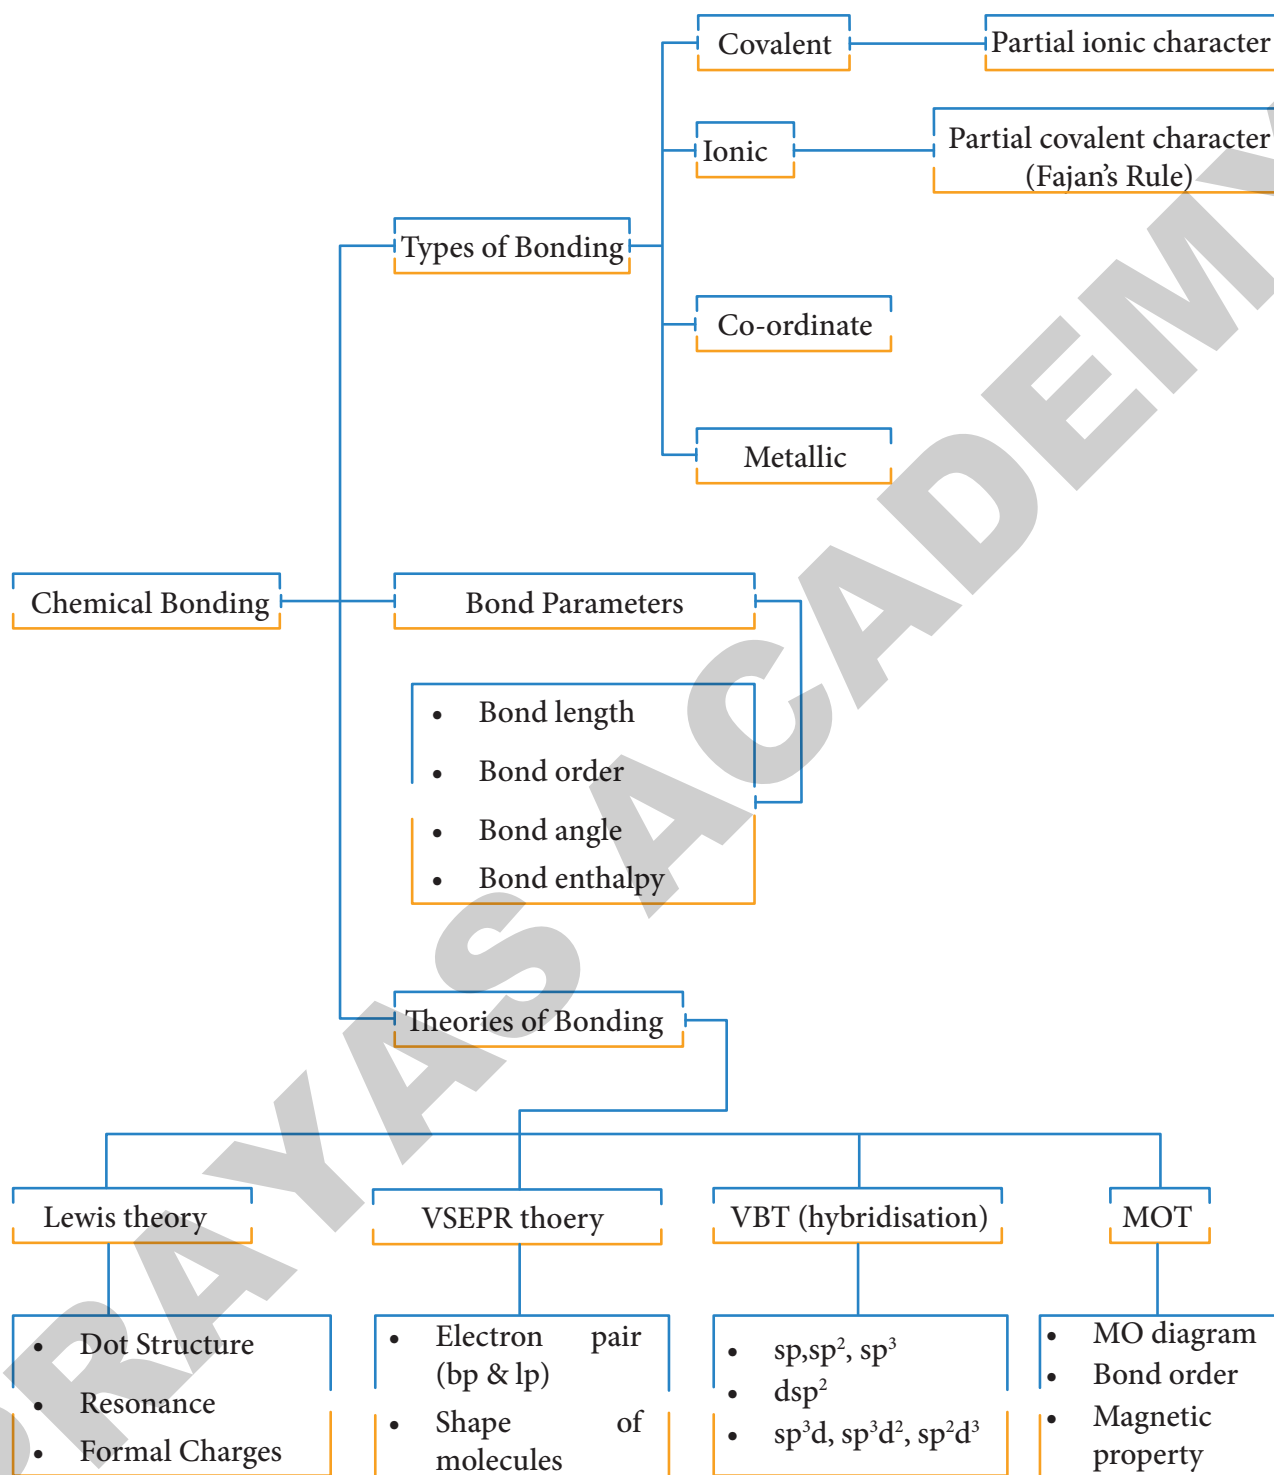 Covalent
Partial ionic character
Ionic
Partial covalent character
(Fajan's Rule)
Types of Bonding
Co-ordinate
Metallic
Chemical Bonding
Bond Parameters
• Bond length
• Bond order
• Bond angle
• Bond enthalpy
Theories of Bonding
Lewis theory
VSEPR thoery
VBT (hybridisation)
MOT
• Dot Structure
• Resonance
• Formal Charges
• Electron pair
(bp & lp)
• Shape of
molecules
• sp,sp², sp³
• dsp²
• sp³d, sp³d², sp²d³
• MO diagram
• Bond order
• Magnetic
property
PRAYAS ACADEMY